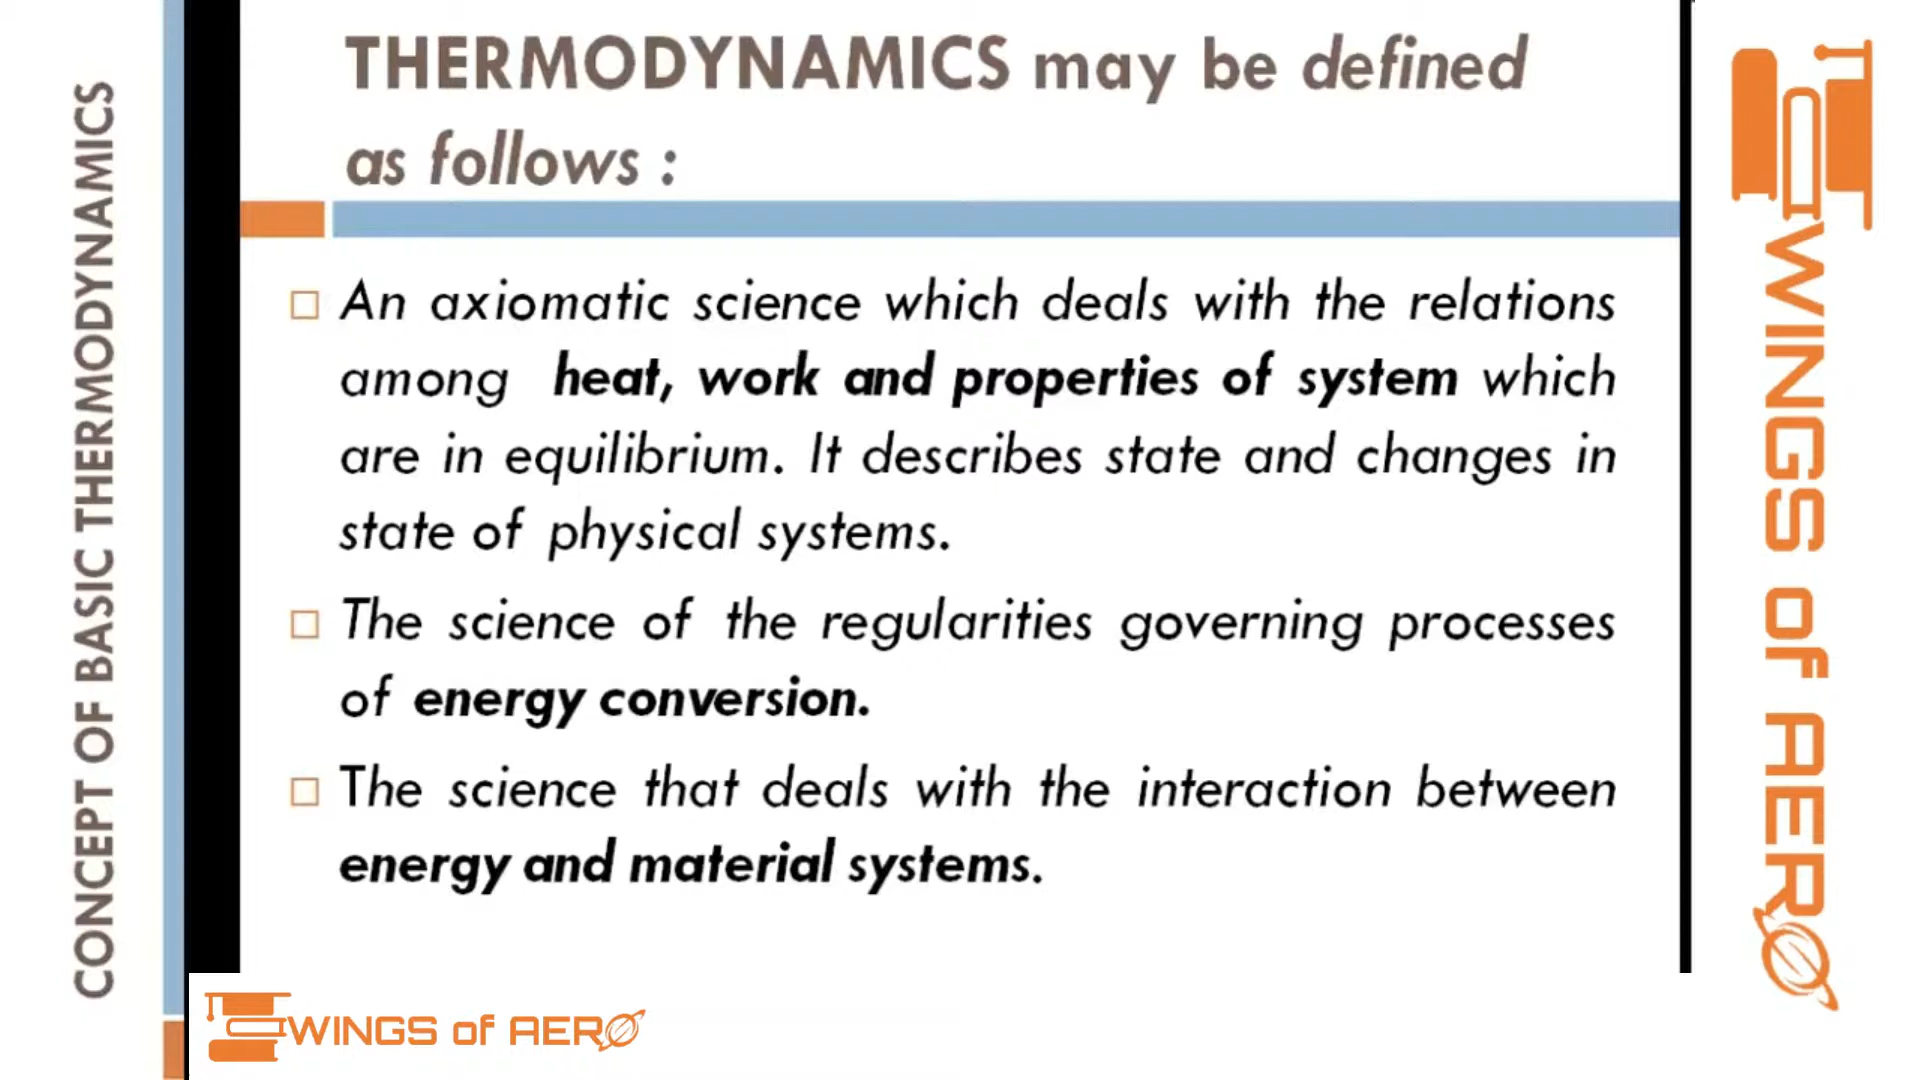 CONCEPT OF BASIC THERMODYNAMICS
THERMODYNAMICS may be defined
as follows :
An axiomatic science which deals with the relations
among heat, work and properties of system which
are in equilibrium. It describes state and changes in
state of physical systems.
The science of the regularities governing processes
of energy conversion.
The science that deals with the interaction between
energy and material systems.
WINGS of AERO
WINGS of AERO